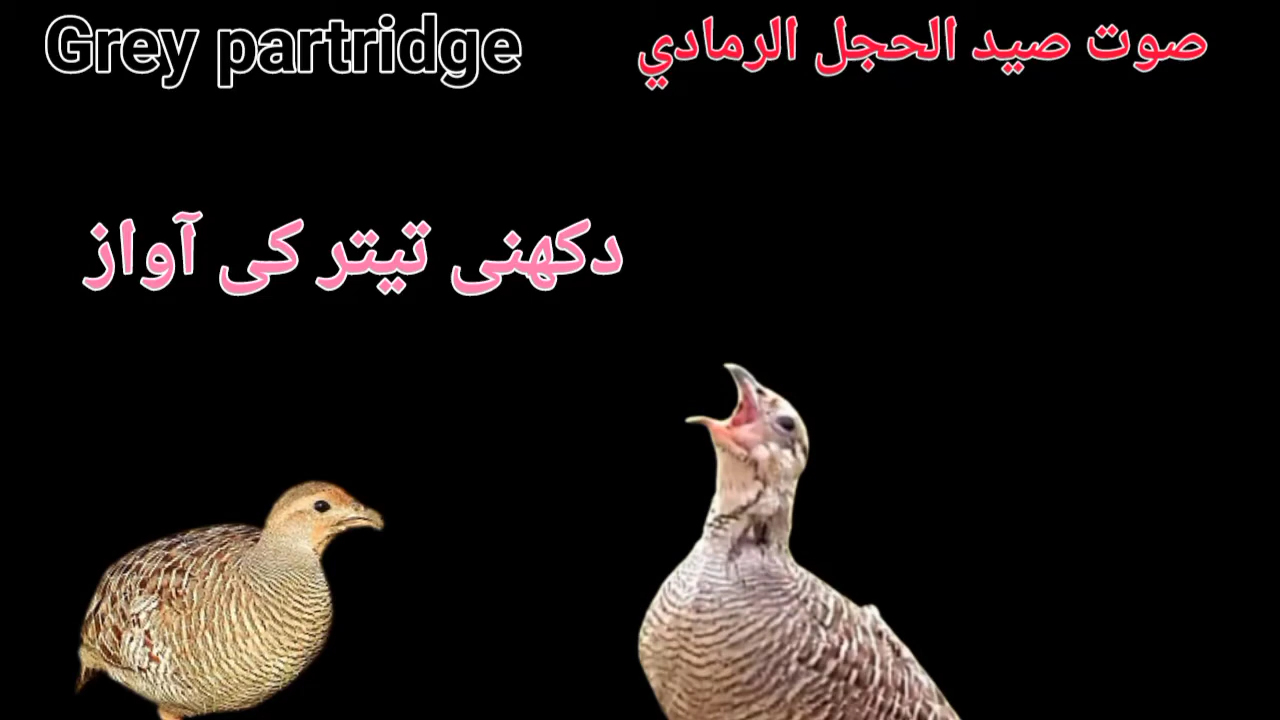 Grey partridge
صوت صيد الحجل الرمادي
دکھنی تیتر کی آواز